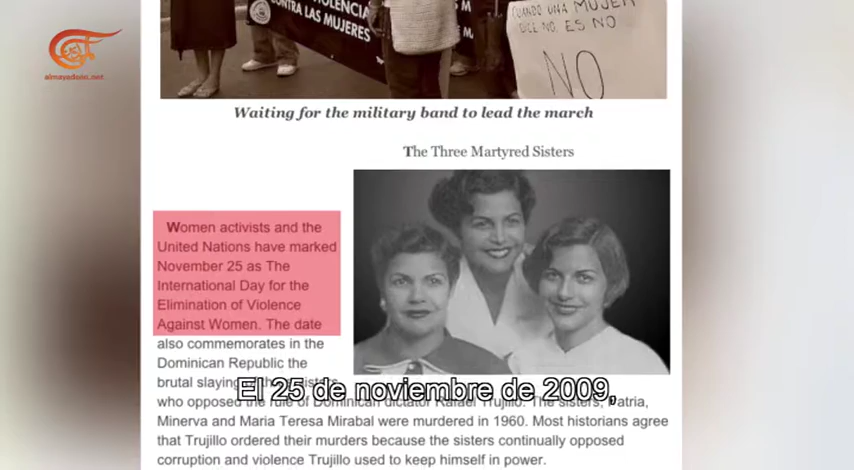 almayadeen.net
VIOLENCIA
CONTRA LAS MUJERES
CUANDO UNA MUJER
DICE NO, ES NO
NO
Waiting for the military band to lead the march
The Three Martyred Sisters
Women activists and the
United Nations have marked
November 25 as The
International Day for the
Elimination of Violence
Against Women. The date
also commemorates in the
Dominican Republic the
brutal slaying
El 25 de noviembre de 2009,
who opposed the rule of Dominican dictator Rafael Trujillo. The sisters, Patria,
Minerva and Maria Teresa Mirabal were murdered in 1960. Most historians agree
that Trujillo ordered their murders because the sisters continually opposed
corruption and violence Trujillo used to keep himself in power.